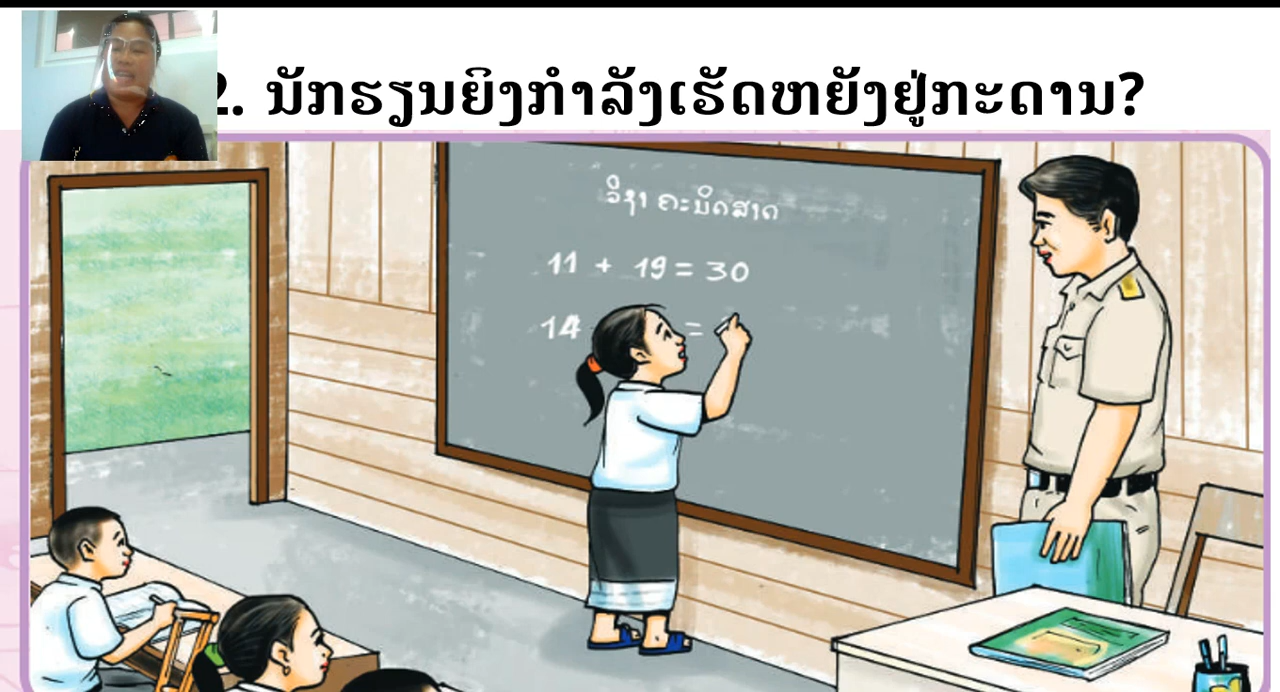 2. ນັກຮຽນຍິງກໍາລັງເຮັດຫຍັງຢູ່ກະດານ?
ວິຊາ ຄະນິດສາດ
11 + 19 = 30
14 =